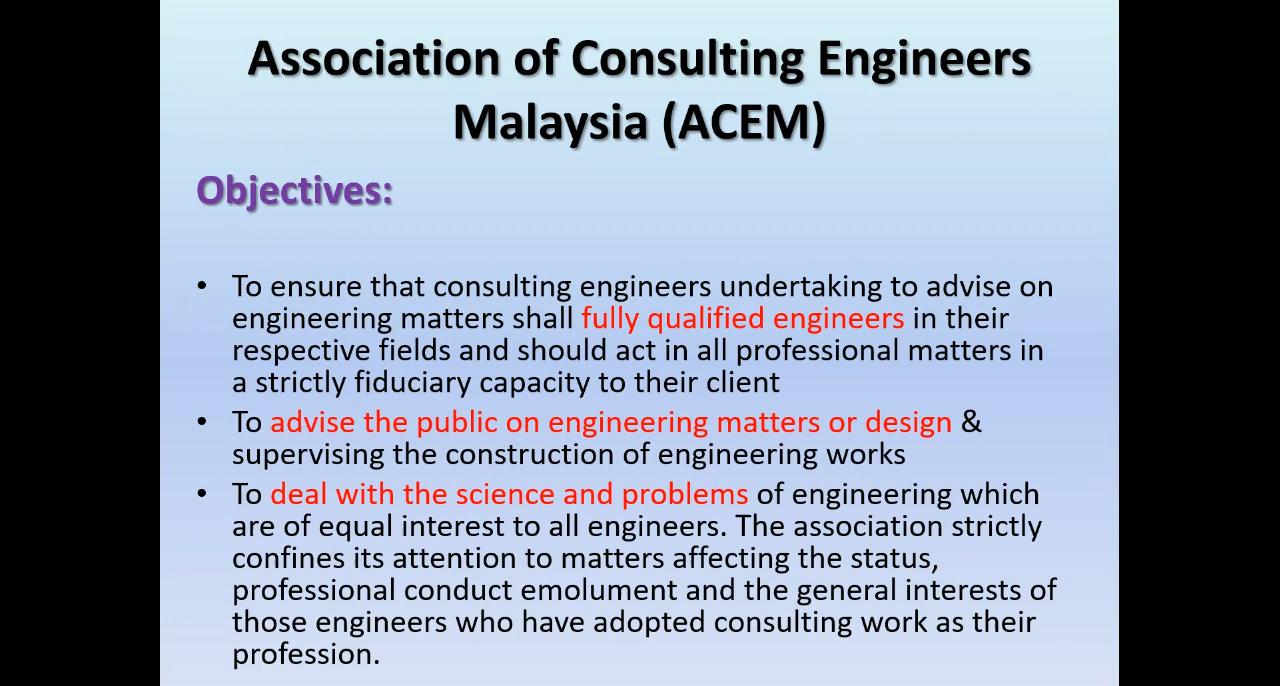 Association of Consulting Engineers
Malaysia (ACEM)
Objectives:
• To ensure that consulting engineers undertaking to advise on
engineering matters shall fully qualified engineers in their
respective fields and should act in all professional matters in
a strictly fiduciary capacity to their client
• To advise the public on engineering matters or design &
supervising the construction of engineering works
• To deal with the science and problems of engineering which
are of equal interest to all engineers. The association strictly
confines its attention to matters affecting the status,
professional conduct emolument and the general interests of
those engineers who have adopted consulting work as their
profession.